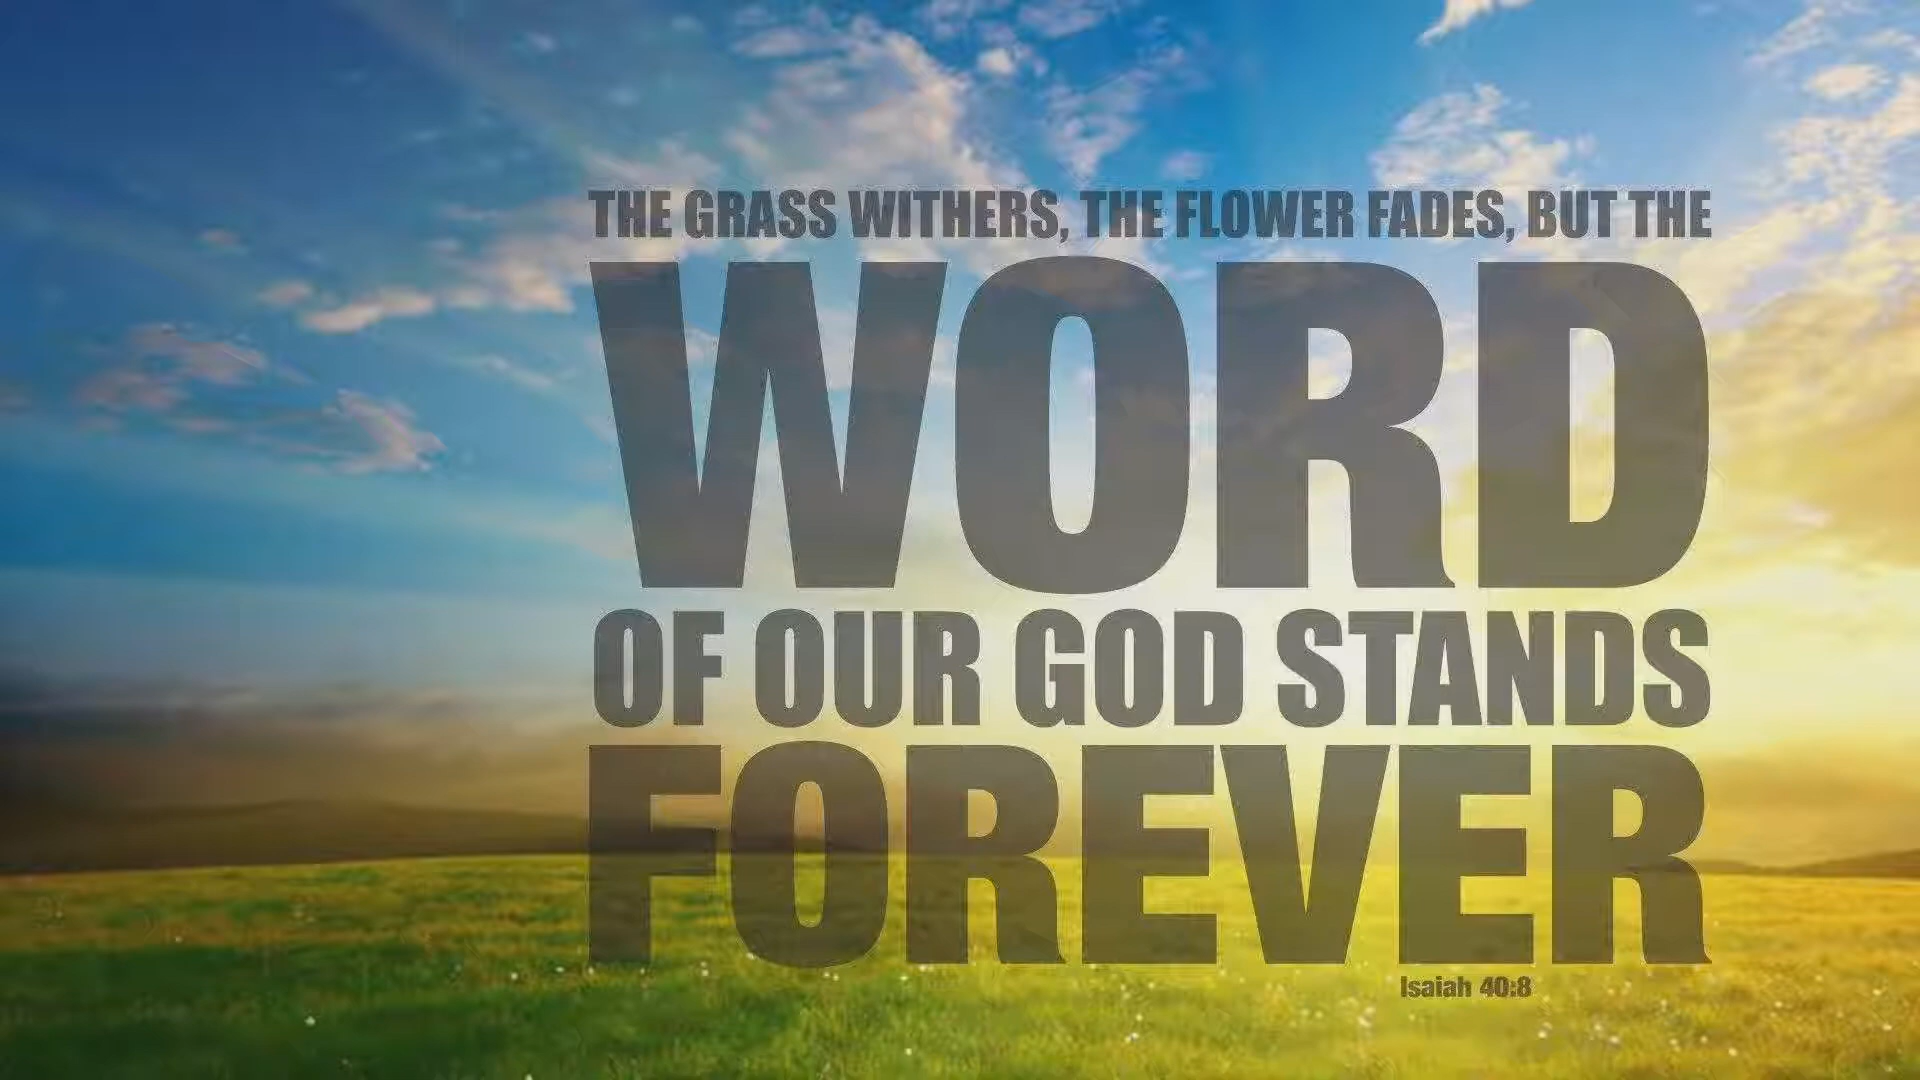 THE GRASS WITHERS, THE FLOWER FADES, BUT THE
WORD
OF OUR GOD STANDS
FOREVER
Isaiah 40:8